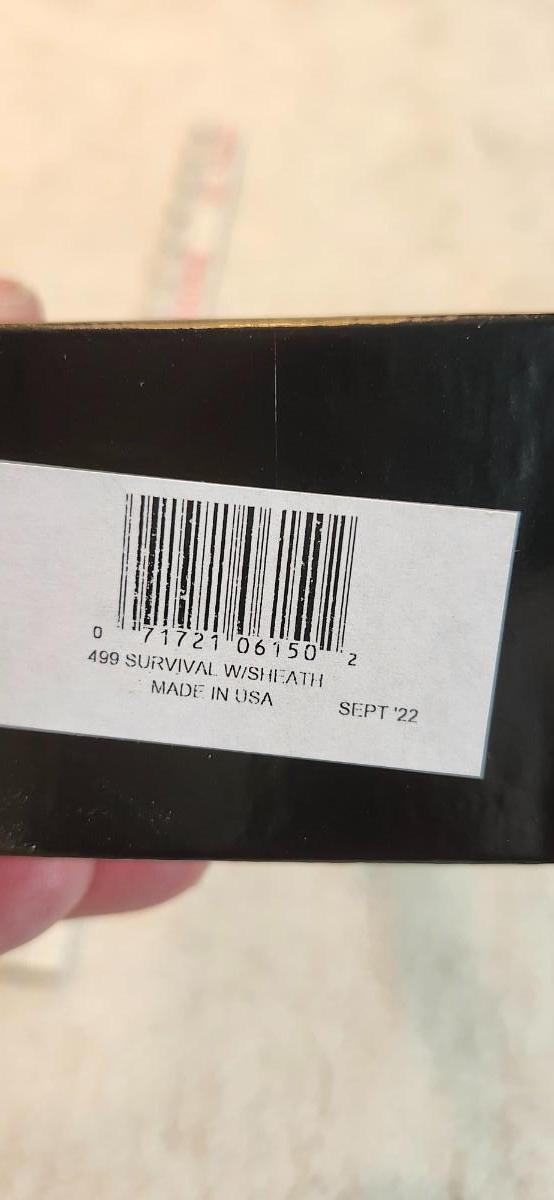 0 71721 06150 2
499 SURVIVAL W/SHEATH
MADE IN USA
SEPT '22